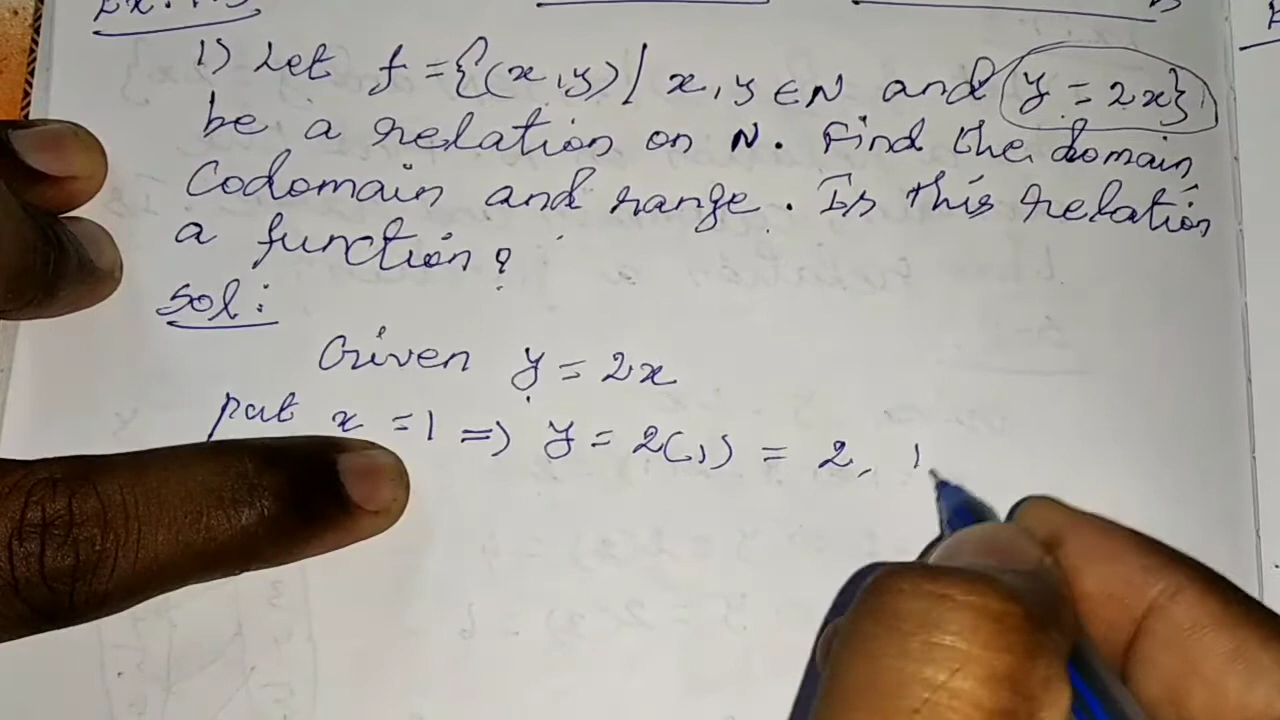 1) Let f = {(x,y) / x,y ∈ N and y = 2x}
be a relation on N. Find the domain
Codomain and range. Is this relation
a function?
Sol:
Given y = 2x
put x = 1 => y = 2(1) = 2,